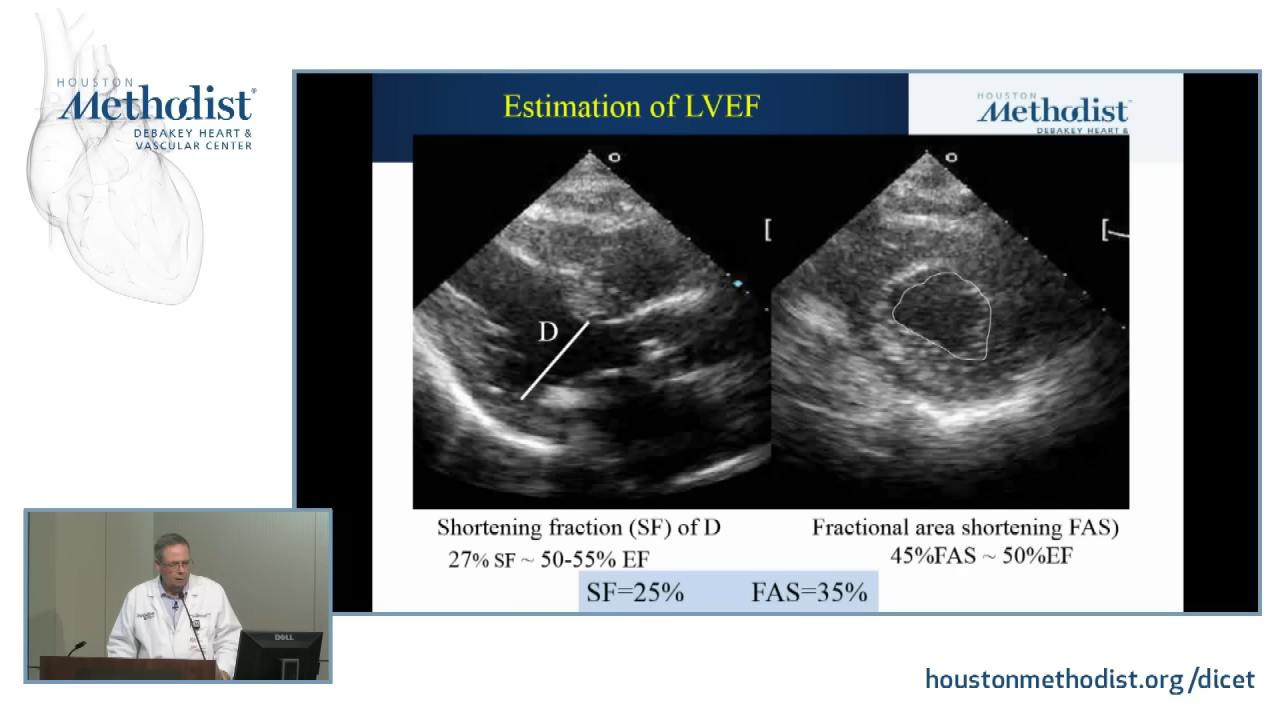 HOUSTON
Methodist®
DEBAKEY HEART &
VASCULAR CENTER
Estimation of LVEF
HOUSTON
Methodist
DEBAKEY HEART &
D
Shortening fraction (SF) of D
27% SF ~ 50-55% EF
Fractional area shortening FAS)
45%FAS ~ 50%EF
SF=25% FAS=35%
DELL
houstonmethodist.org/dicet